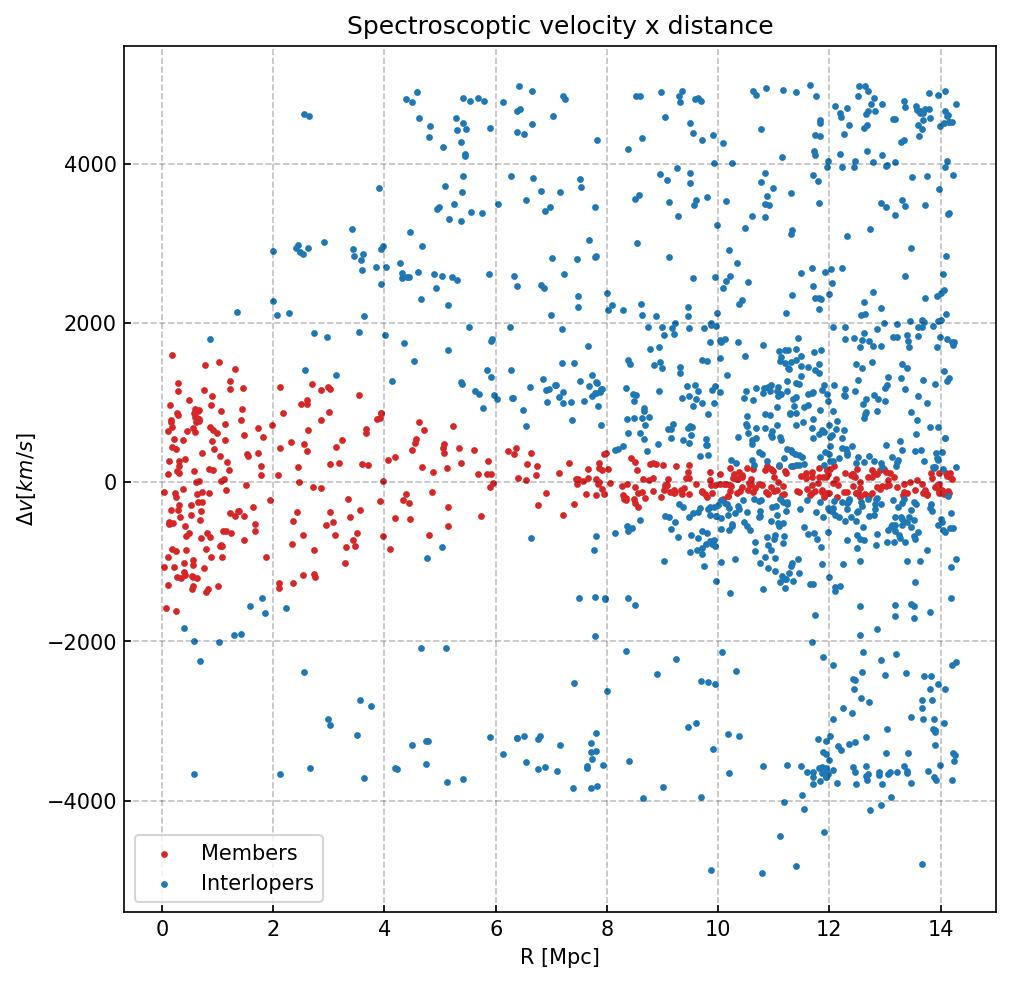 Spectroscoptic velocity x distance
4000
2000
0
−2000
−4000
Δv[km/s]
Members
Interlopers
0 2 4 6 8 10 12 14
R [Mpc]